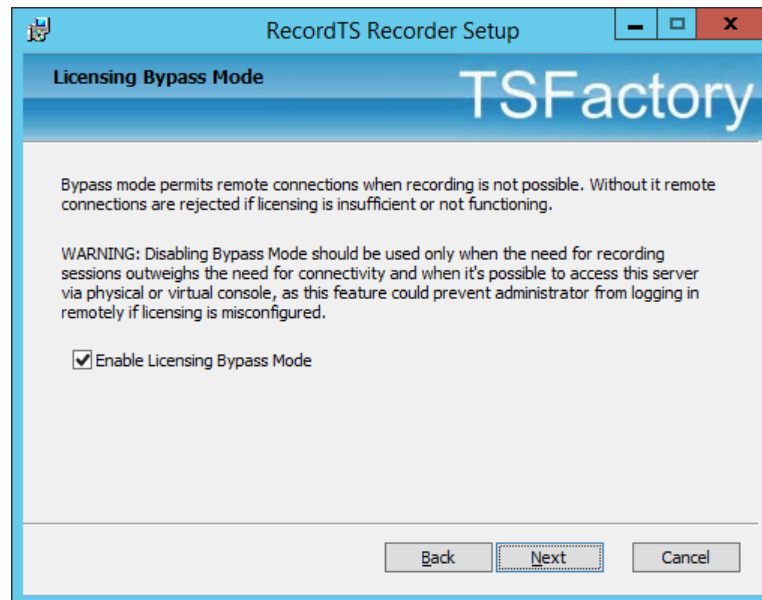 RecordTS Recorder Setup
Licensing Bypass Mode
TSFactory
Bypass mode permits remote connections when recording is not possible. Without it remote
connections are rejected if licensing is insufficient or not functioning.
WARNING: Disabling Bypass Mode should be used only when the need for recording
sessions outweighs the need for connectivity and when it's possible to access this server
via physical or virtual console, as this feature could prevent administrator from logging in
remotely if licensing is misconfigured.
Enable Licensing Bypass Mode
Back Next Cancel